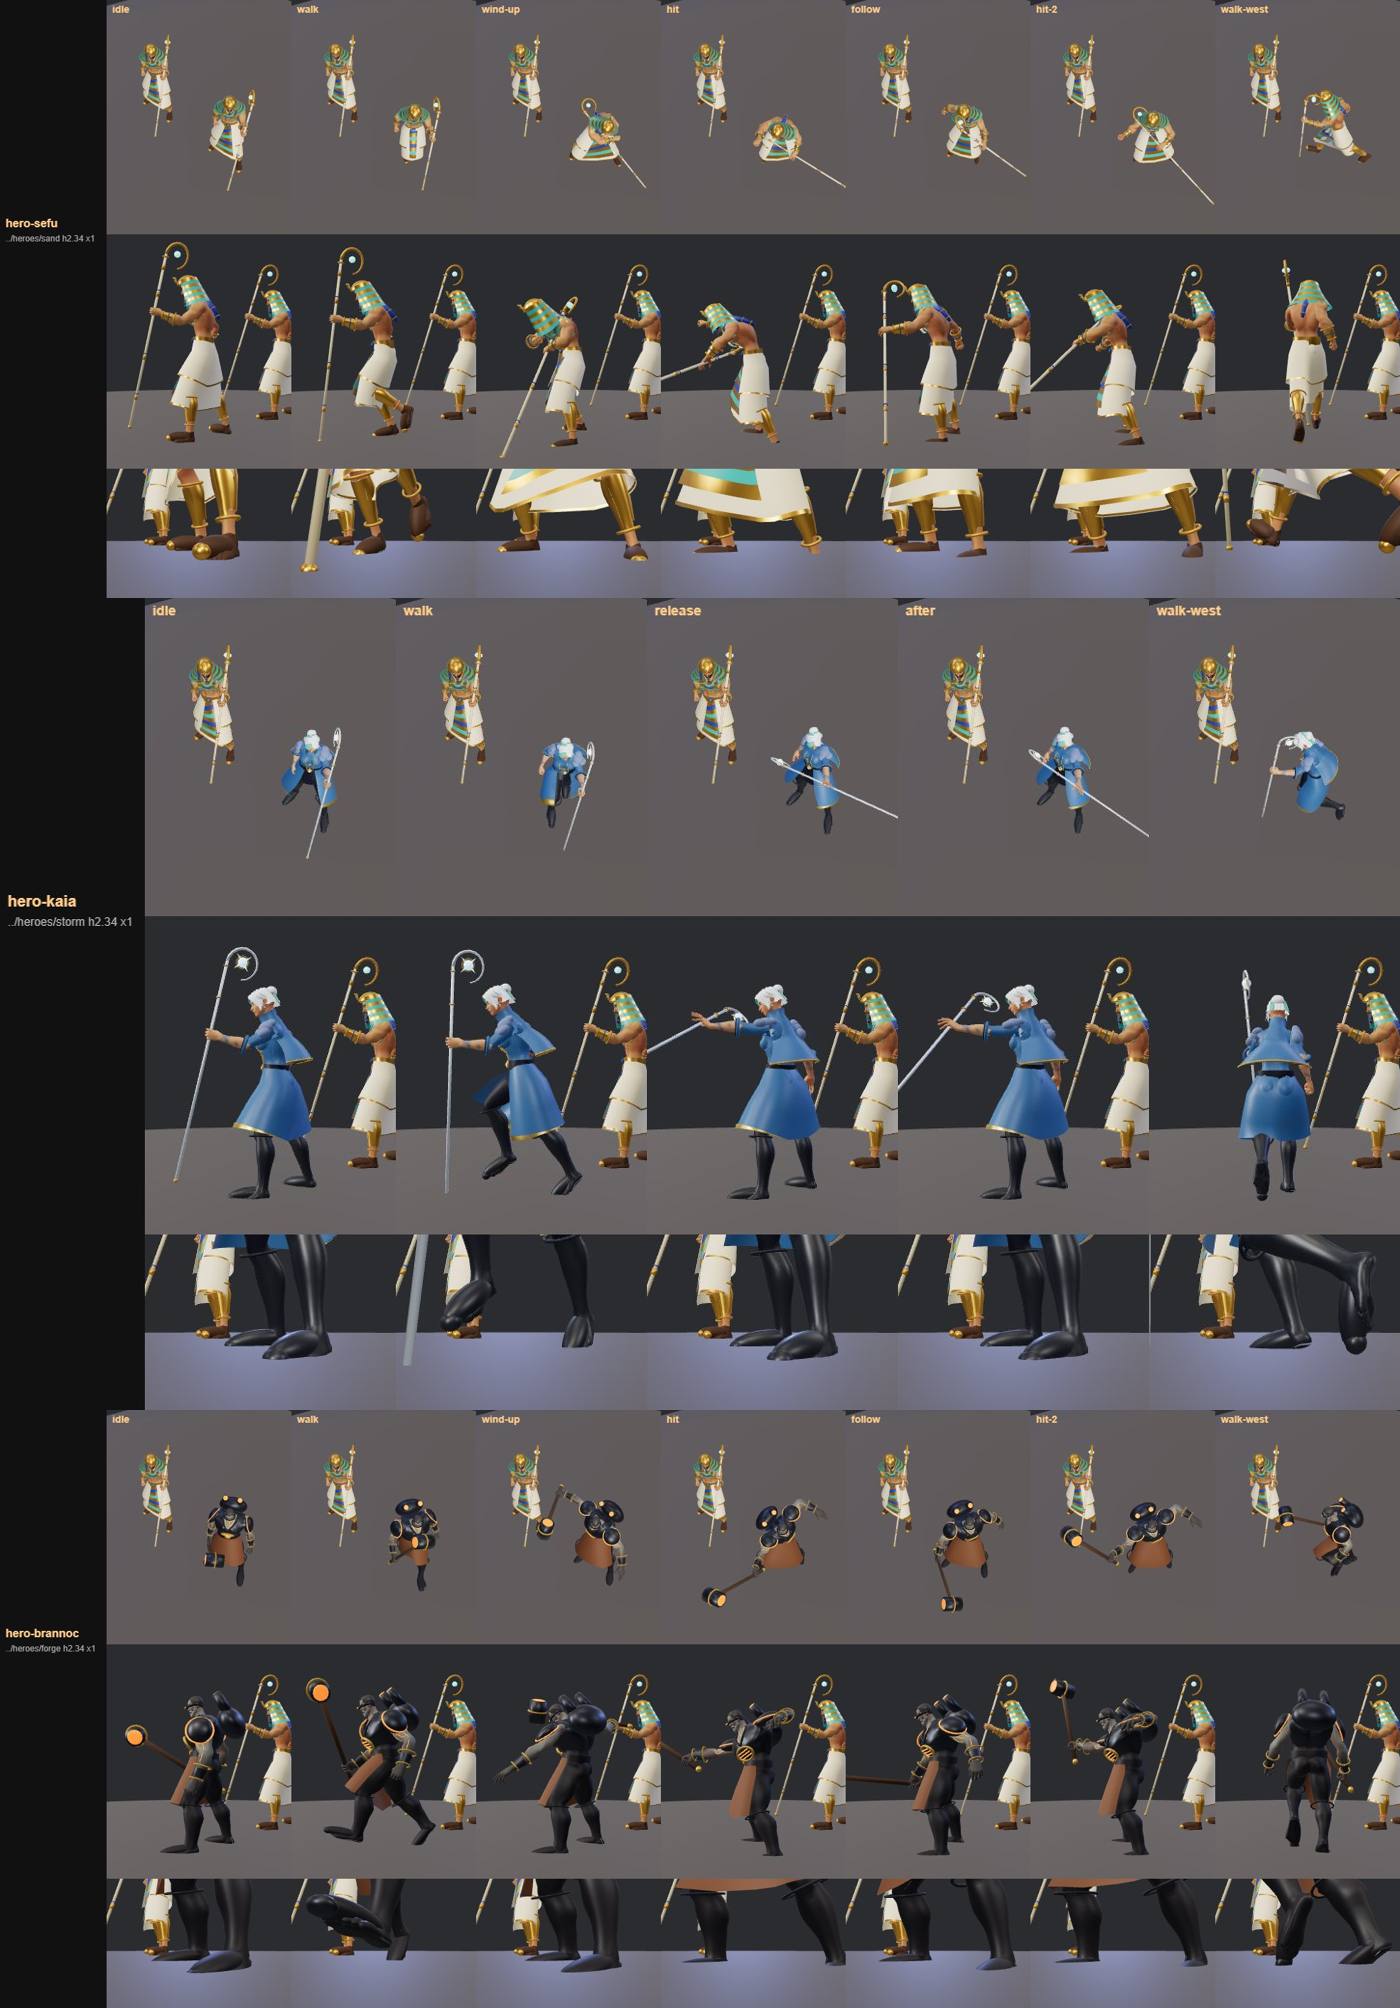 idle walk wind-up hit follow hit-2 walk-west
hero-sefu
../heroes/sand h2.34 x1
idle walk release after walk-west
hero-kaia
../heroes/storm h2.34 x1
idle walk wind-up hit follow hit-2 walk-west
hero-brannoc
../heroes/forge h2.34 x1